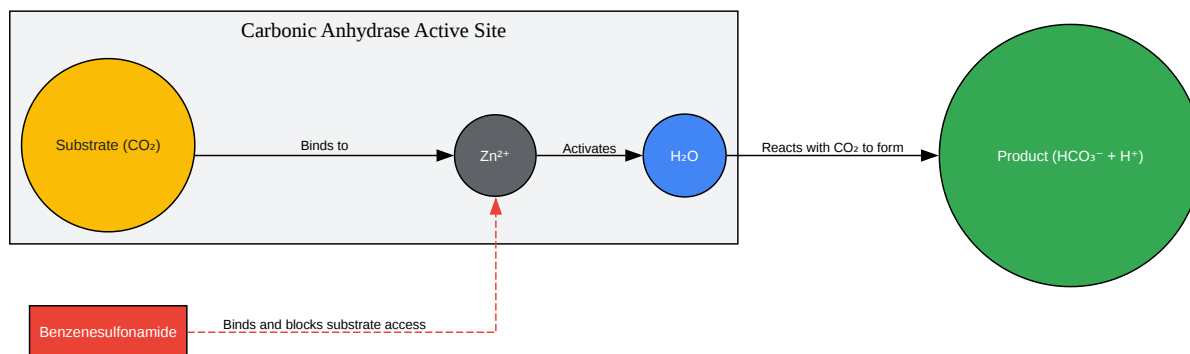 Carbonic Anhydrase Active Site
Substrate (CO₂)
Binds to
Zn²⁺
Activates
H₂O
Reacts with CO₂ to form
Product (HCO₃⁻ + H⁺)
Benzenesulfonamide
Binds and blocks substrate access